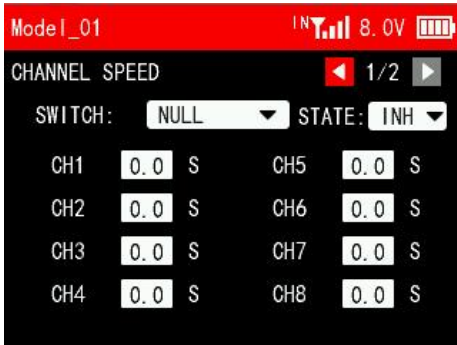 Model_01 IN 8.0V
CHANNEL SPEED 1/2
SWITCH: NULL STATE: INH
CH1 0.0 S CH5 0.0 S
CH2 0.0 S CH6 0.0 S
CH3 0.0 S CH7 0.0 S
CH4 0.0 S CH8 0.0 S